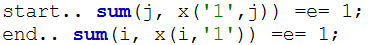 start.. sum(j, x('1',j)) =e= 1;
end.. sum(i, x(i,'1')) =e= 1;